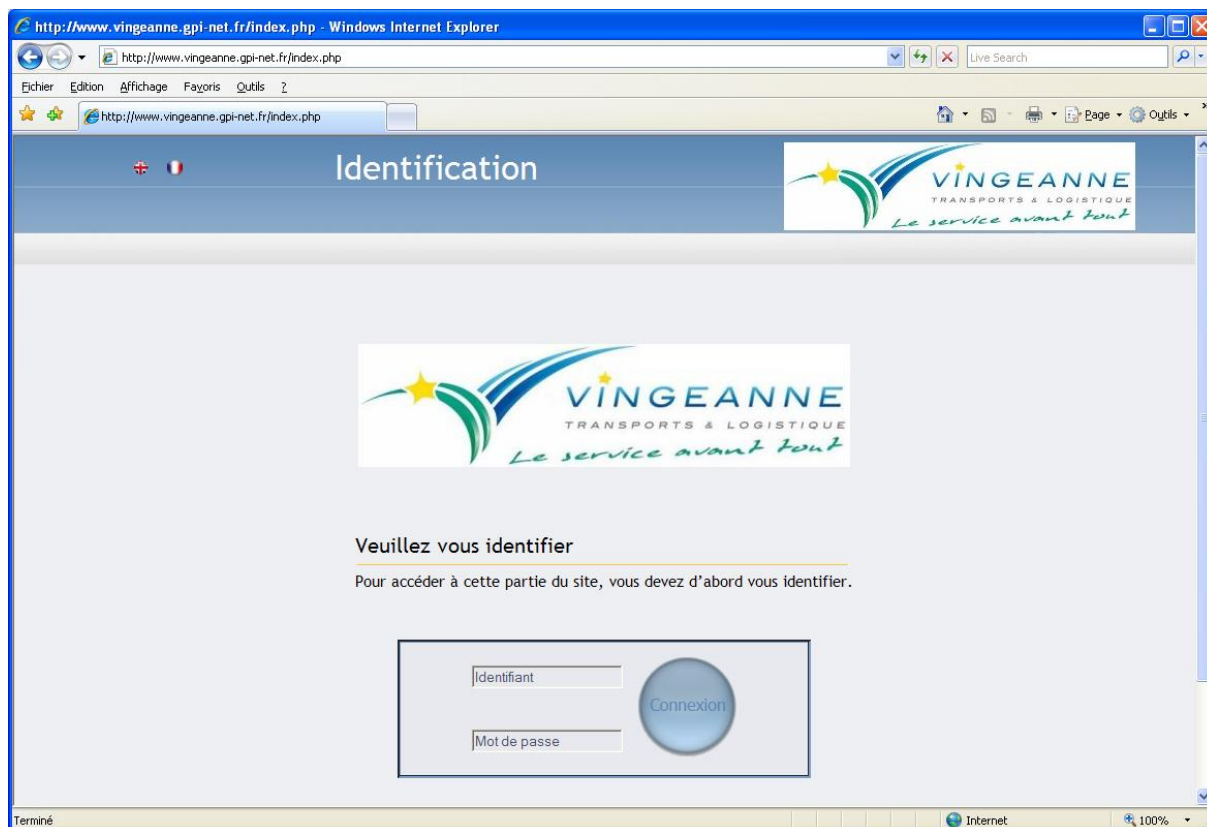 http://www.vingeanne.gpi-net.fr/index.php - Windows Internet Explorer
http://www.vingeanne.gpi-net.fr/index.php
Live Search
Fichier Edition Affichage Favoris Outils ?
http://www.vingeanne.gpi-net.fr/index.php
Page Outils
Identification
VINGEANNE
TRANSPORTS & LOGISTIQUE
Le service avant tout
VINGEANNE
TRANSPORTS & LOGISTIQUE
Le service avant tout
Veuillez vous identifier
Pour accéder à cette partie du site, vous devez d'abord vous identifier.
Identifiant
Connexion
Mot de passe
Terminé Internet 100%